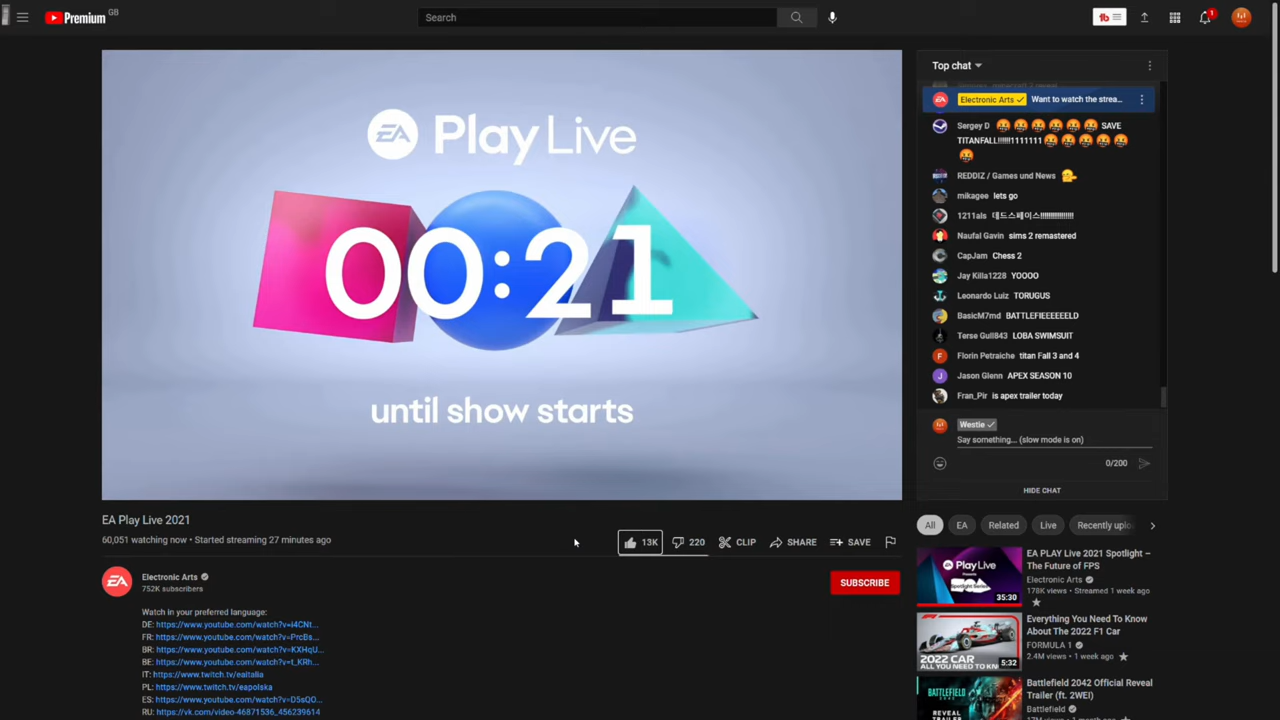 Premium GB
Search
1
EA Play Live
00:21
until show starts
EA Play Live 2021
60,051 watching now • Started streaming 27 minutes ago
13K
220
CLIP
SHARE
SAVE
EA
Electronic Arts
752K subscribers
SUBSCRIBE
Watch in your preferred language:
DE: https://www.youtube.com/watch?v=i4CNt...
FR: https://www.youtube.com/watch?v=PrcBs...
BR: https://www.youtube.com/watch?v=KXHqU...
BE: https://www.youtube.com/watch?v=t_KRh...
IT: https://www.twitch.tv/eaitalia
PL: https://www.twitch.tv/eapolska
ES: https://www.youtube.com/watch?v=D5sQO...
RU: https://vk.com/video-46871536_456239614
Top chat
Electronic Arts Want to watch the strea...
Sergey D SAVE
TITANFALL!!!!!!1111111
REDDIZ / Games und News
mikagee lets go
1211als 데드스페이스!!!!!!!!!!!!!!!!!!
Naufal Gavin sims 2 remastered
CapJam Chess 2
Jay Killa1228 YOOOO
Leonardo Luiz TORUGUS
BasicM7md BATTLEFIEEEEELD
Terse Gull843 LOBA SWIMSUIT
Florin Petraiche titan Fall 3 and 4
Jason Glenn APEX SEASON 10
Fran_Pir is apex trailer today
Westie
Say something... (slow mode is on)
0/200
HIDE CHAT
All
EA
Related
Live
Recently uplo
EA PLAY Live 2021 Spotlight –
The Future of FPS
Electronic Arts
178K views • Streamed 1 week ago
35:30
Everything You Need To Know
About The 2022 F1 Car
FORMULA 1
2.4M views • 1 week ago
2022 CAR
ALL YOU NEED TO KN
5:32
Battlefield 2042 Official Reveal
Trailer (ft. 2WEI)
Battlefield
BATTLEFIELD
REVEAL